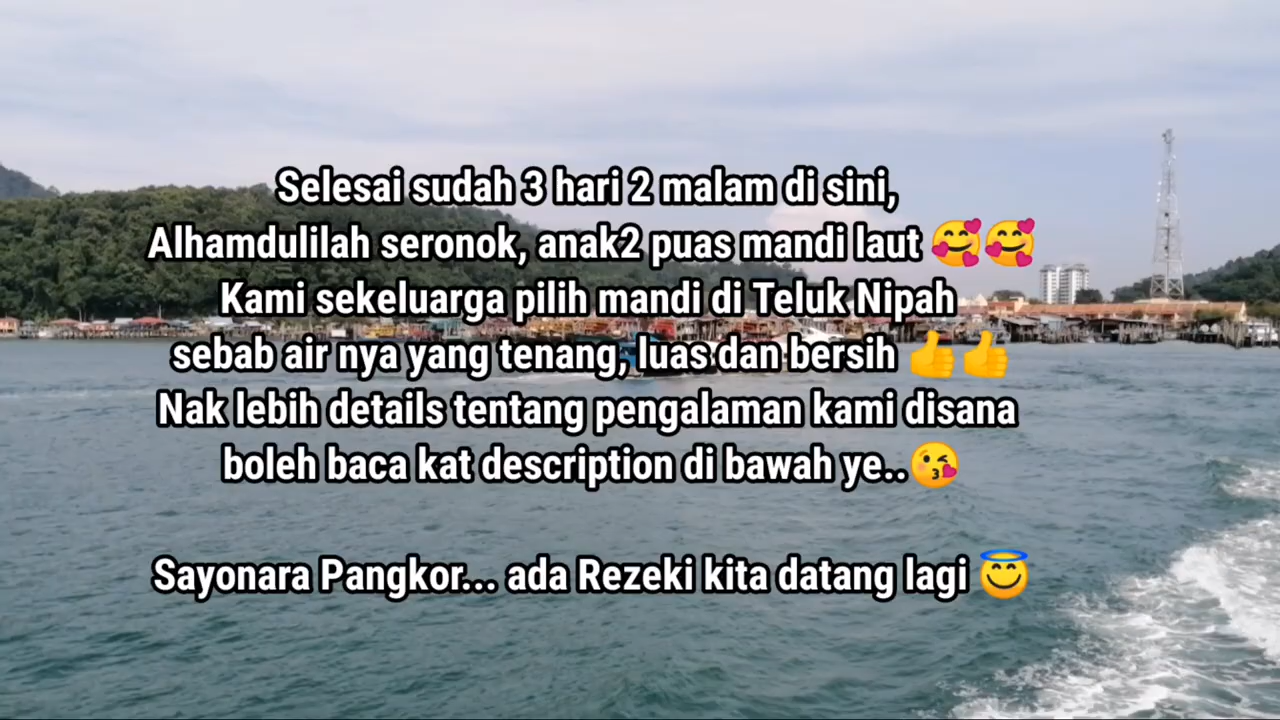 Selesai sudah 3 hari 2 malam di sini,
Alhamdulilah seronok, anak2 puas mandi laut 🥰🥰
Kami sekeluarga pilih mandi di Teluk Nipah
sebab air nya yang tenang, luas dan bersih 👍👍
Nak lebih details tentang pengalaman kami disana
boleh baca kat description di bawah ye..😘
Sayonara Pangkor... ada Rezeki kita datang lagi 😇